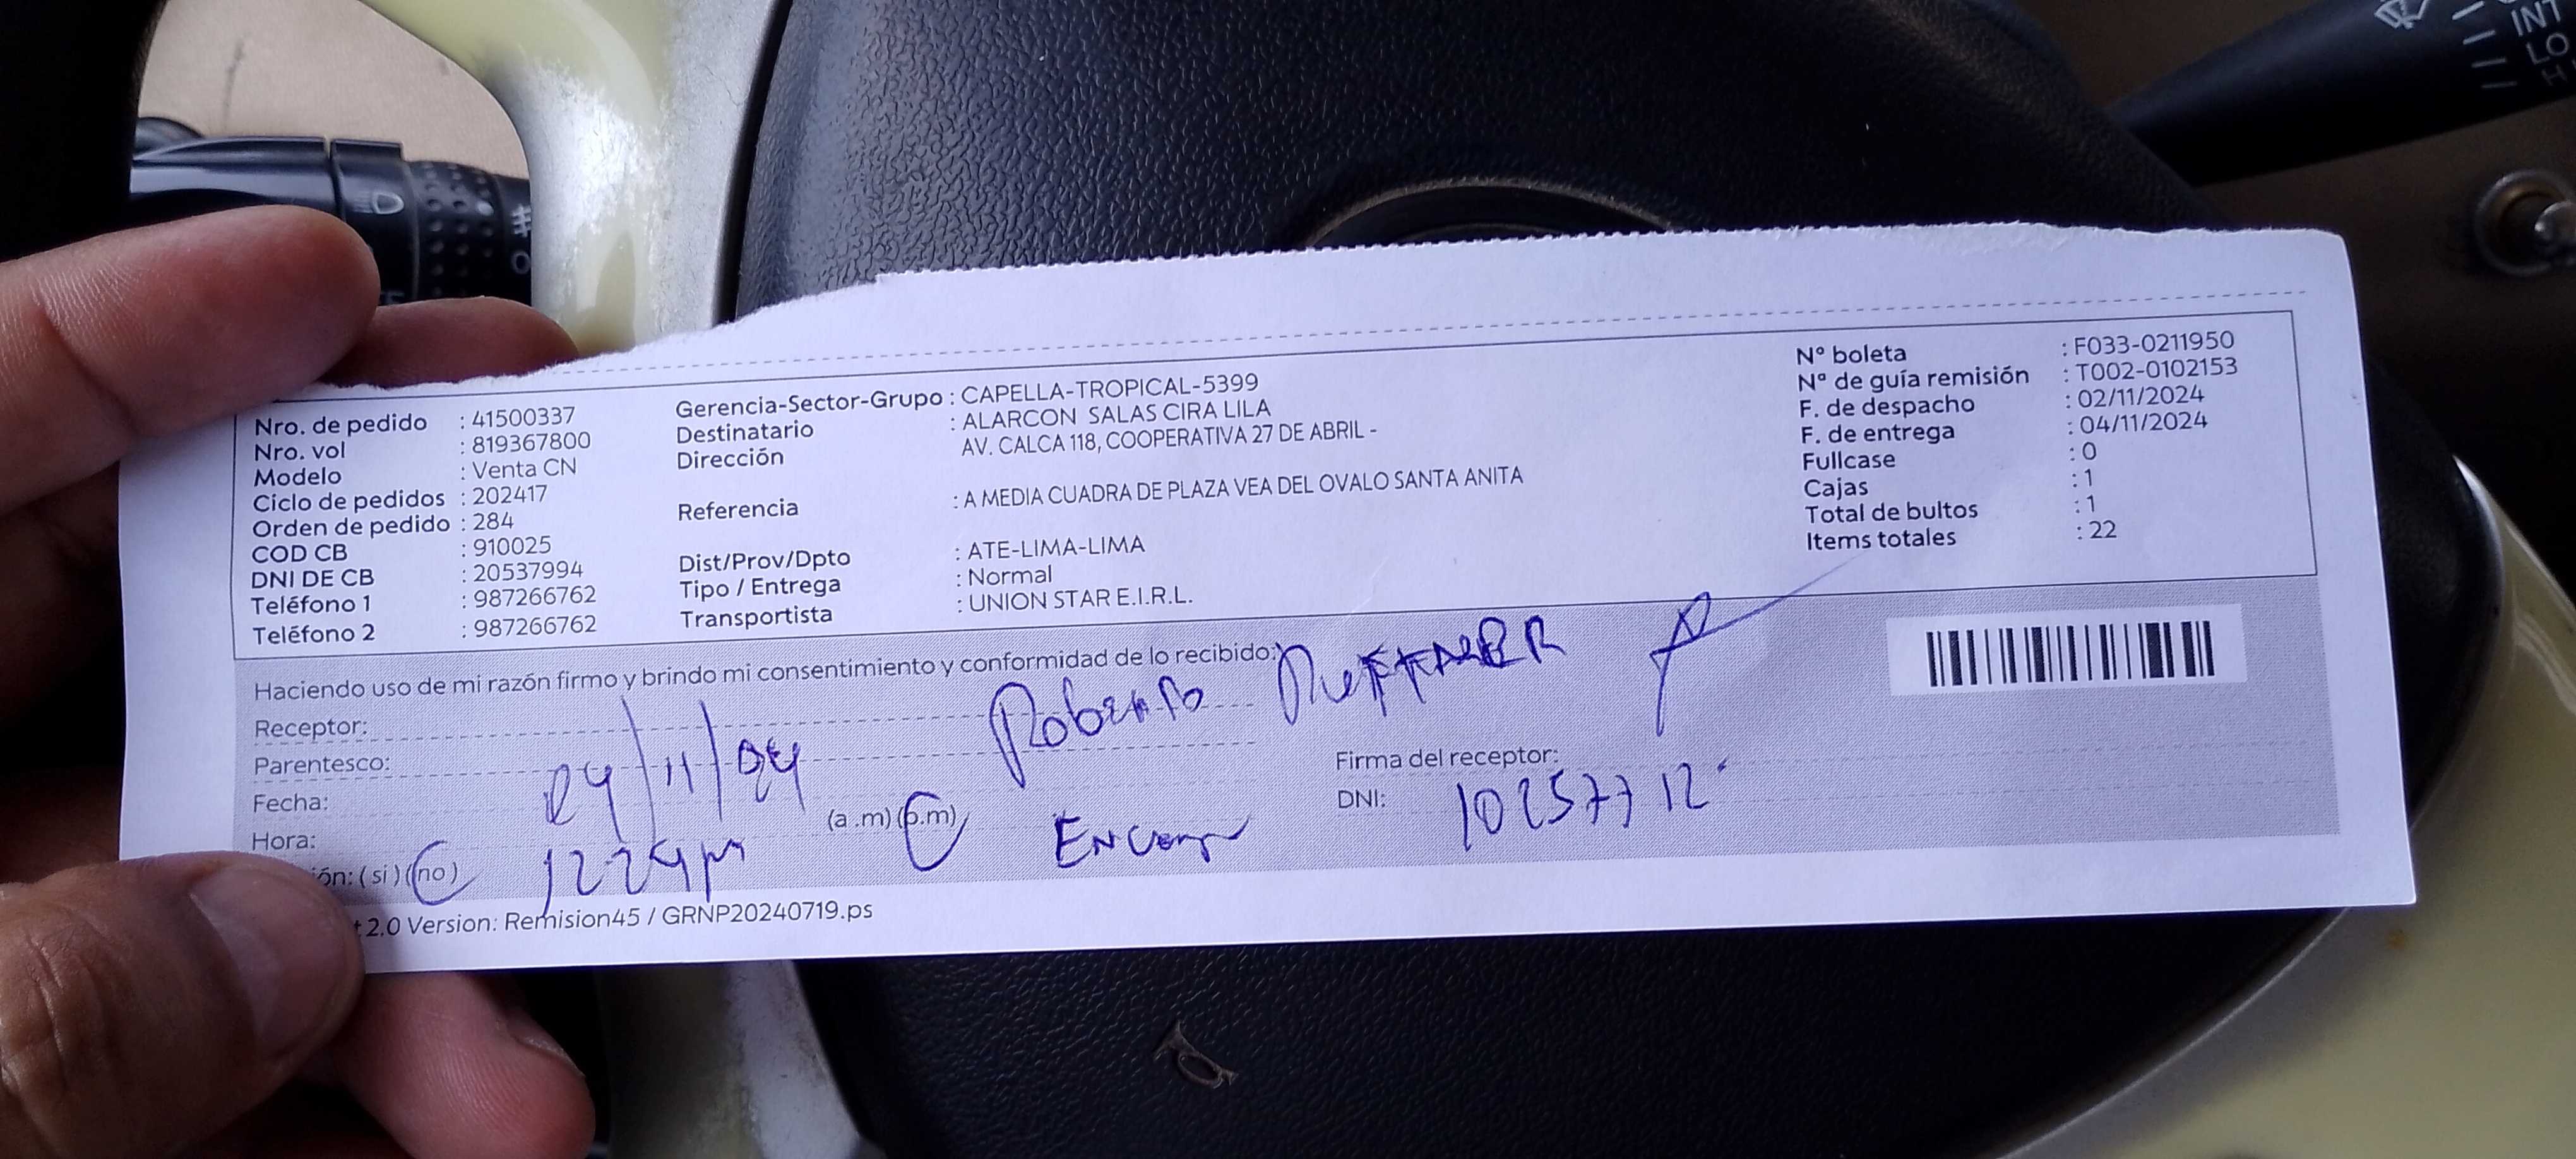 Nro. de pedido : 41500337
Nro. vol : 819367800
Modelo : Venta CN
Ciclo de pedidos : 202417
Orden de pedido : 284
COD CB : 910025
DNI DE CB : 20537994
Teléfono 1 : 987266762
Teléfono 2 : 987266762
Gerencia-Sector-Grupo : CAPELLA-TROPICAL-5399
Destinatario : ALARCON SALAS CIRA LILA
Dirección AV. CALCA 118, COOPERATIVA 27 DE ABRIL -
Referencia : A MEDIA CUADRA DE PLAZA VEA DEL OVALO SANTA ANITA
Dist/Prov/Dpto : ATE-LIMA-LIMA
Tipo / Entrega : Normal
Transportista : UNION STAR E.I.R.L.
Nº boleta : F033-0211950
Nº de guía remisión : T002-0102153
F. de despacho : 02/11/2024
F. de entrega : 04/11/2024
Fullcase : 0
Cajas : 1
Total de bultos : 1
Items totales : 22
Haciendo uso de mi razón firmo y brindo mi consentimiento y conformidad de lo recibido:
Receptor: Roberto
Parentesco:
Fecha: 04/11/
Hora: (a.m) (p.m)
ón: (si) (no)
Firma del receptor:
DNI: 10257712
2.0 Version: Remision45 / GRNP20240719.ps
INT
LO